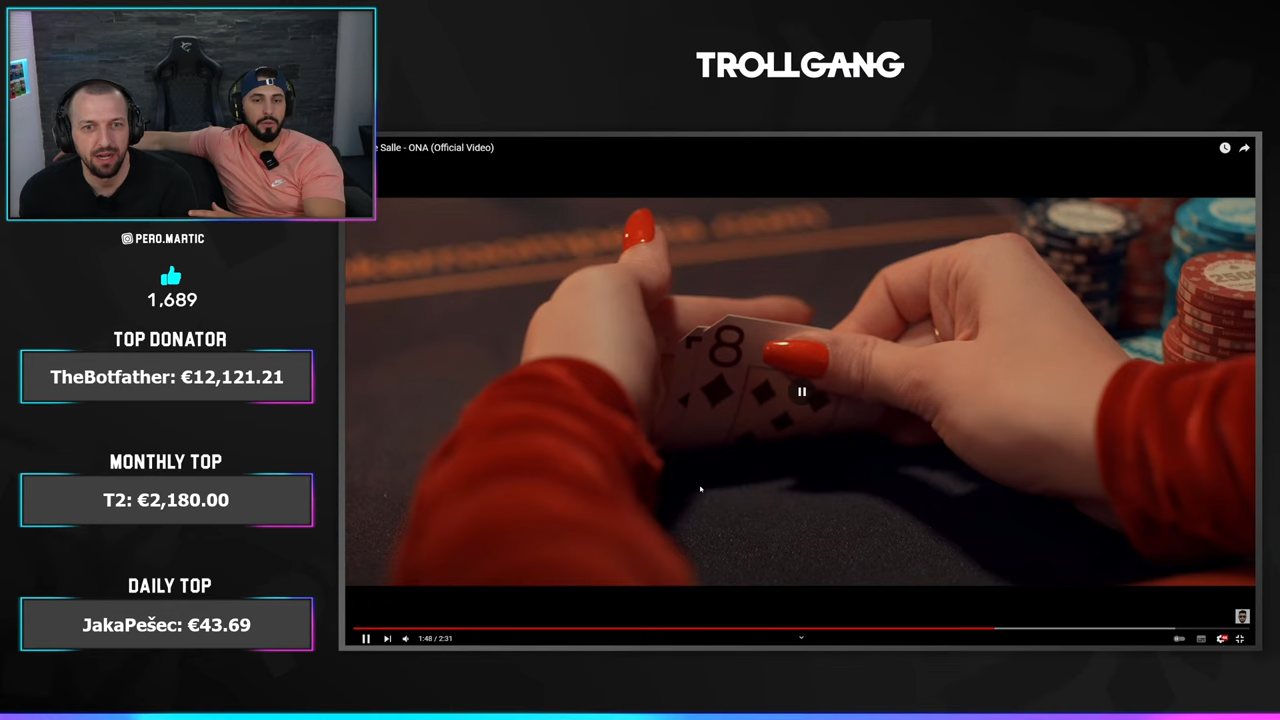 TROLLGANG
e Salle - ONA (Official Video)
PERO.MARTIC
1,689
TOP DONATOR
TheBotfather: €12,121.21
MONTHLY TOP
T2: €2,180.00
DAILY TOP
JakaPešec: €43.69
8
2500
1:48 / 2:31